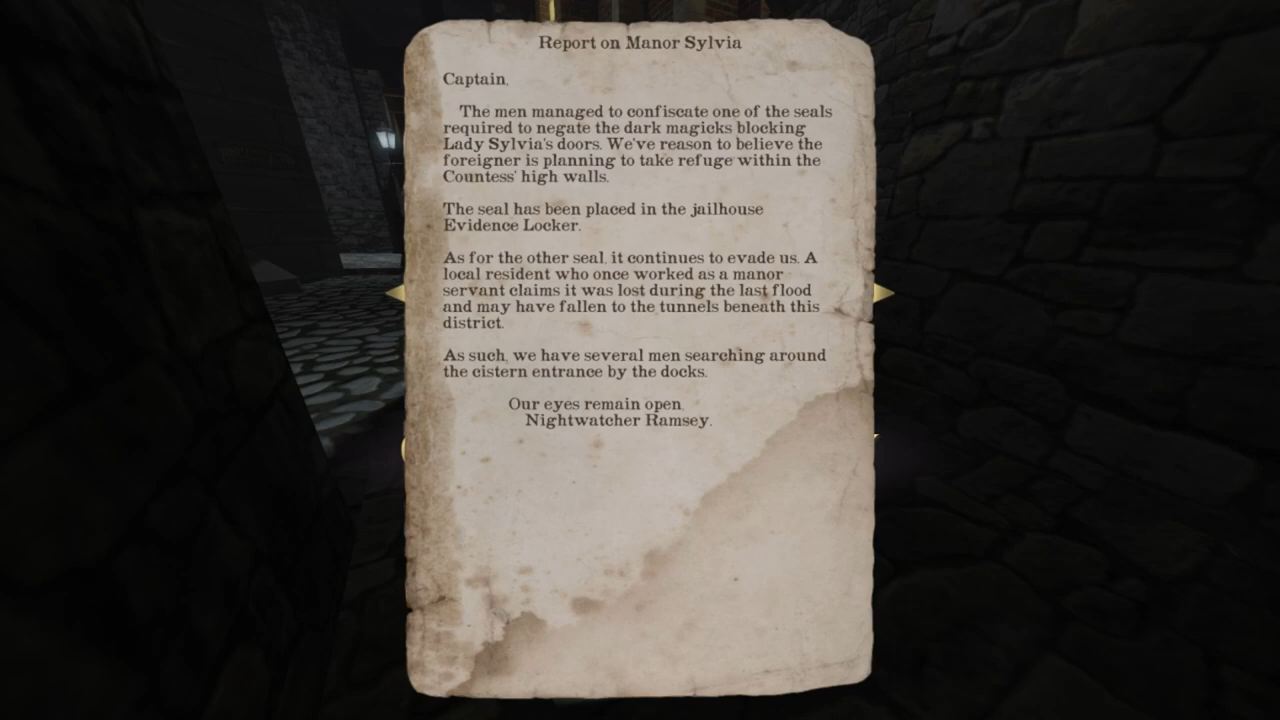 Report on Manor Sylvia
Captain,
The men managed to confiscate one of the seals
required to negate the dark magicks blocking
Lady Sylvia's doors. We've reason to believe the
foreigner is planning to take refuge within the
Countess' high walls.
The seal has been placed in the jailhouse
Evidence Locker.
As for the other seal, it continues to evade us. A
local resident who once worked as a manor
servant claims it was lost during the last flood
and may have fallen to the tunnels beneath this
district.
As such, we have several men searching around
the cistern entrance by the docks.
Our eyes remain open,
Nightwatcher Ramsey.